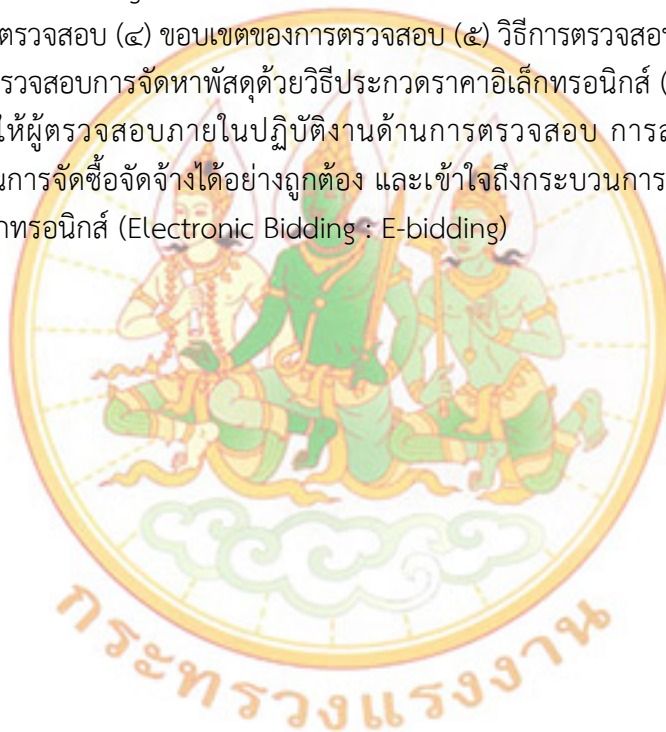 ตรวจสอบ (๔) ขอบเขตของการตรวจสอบ (๕) วิธีการตรวจสอบ
รวจสอบการจัดหาพัสดุด้วยวิธีประกวดราคาอิเล็กทรอนิกส์ (
ให้ผู้ตรวจสอบภายในปฏิบัติงานด้านการตรวจสอบ การส
นการจัดซื้อจัดจ้างได้อย่างถูกต้อง และเข้าใจถึงกระบวนการ
กทรอนิกส์ (Electronic Bidding : E-bidding)
กระทรวงแรงงาน